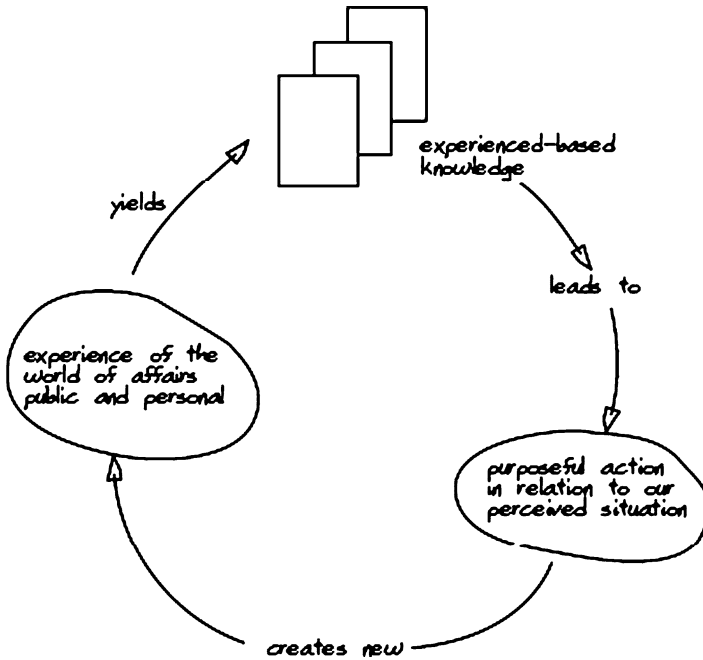 experienced-based
knowledge
yields
leads to
experience of the
world of affairs
public and personal
purposeful action
in relation to our
perceived situation
creates new